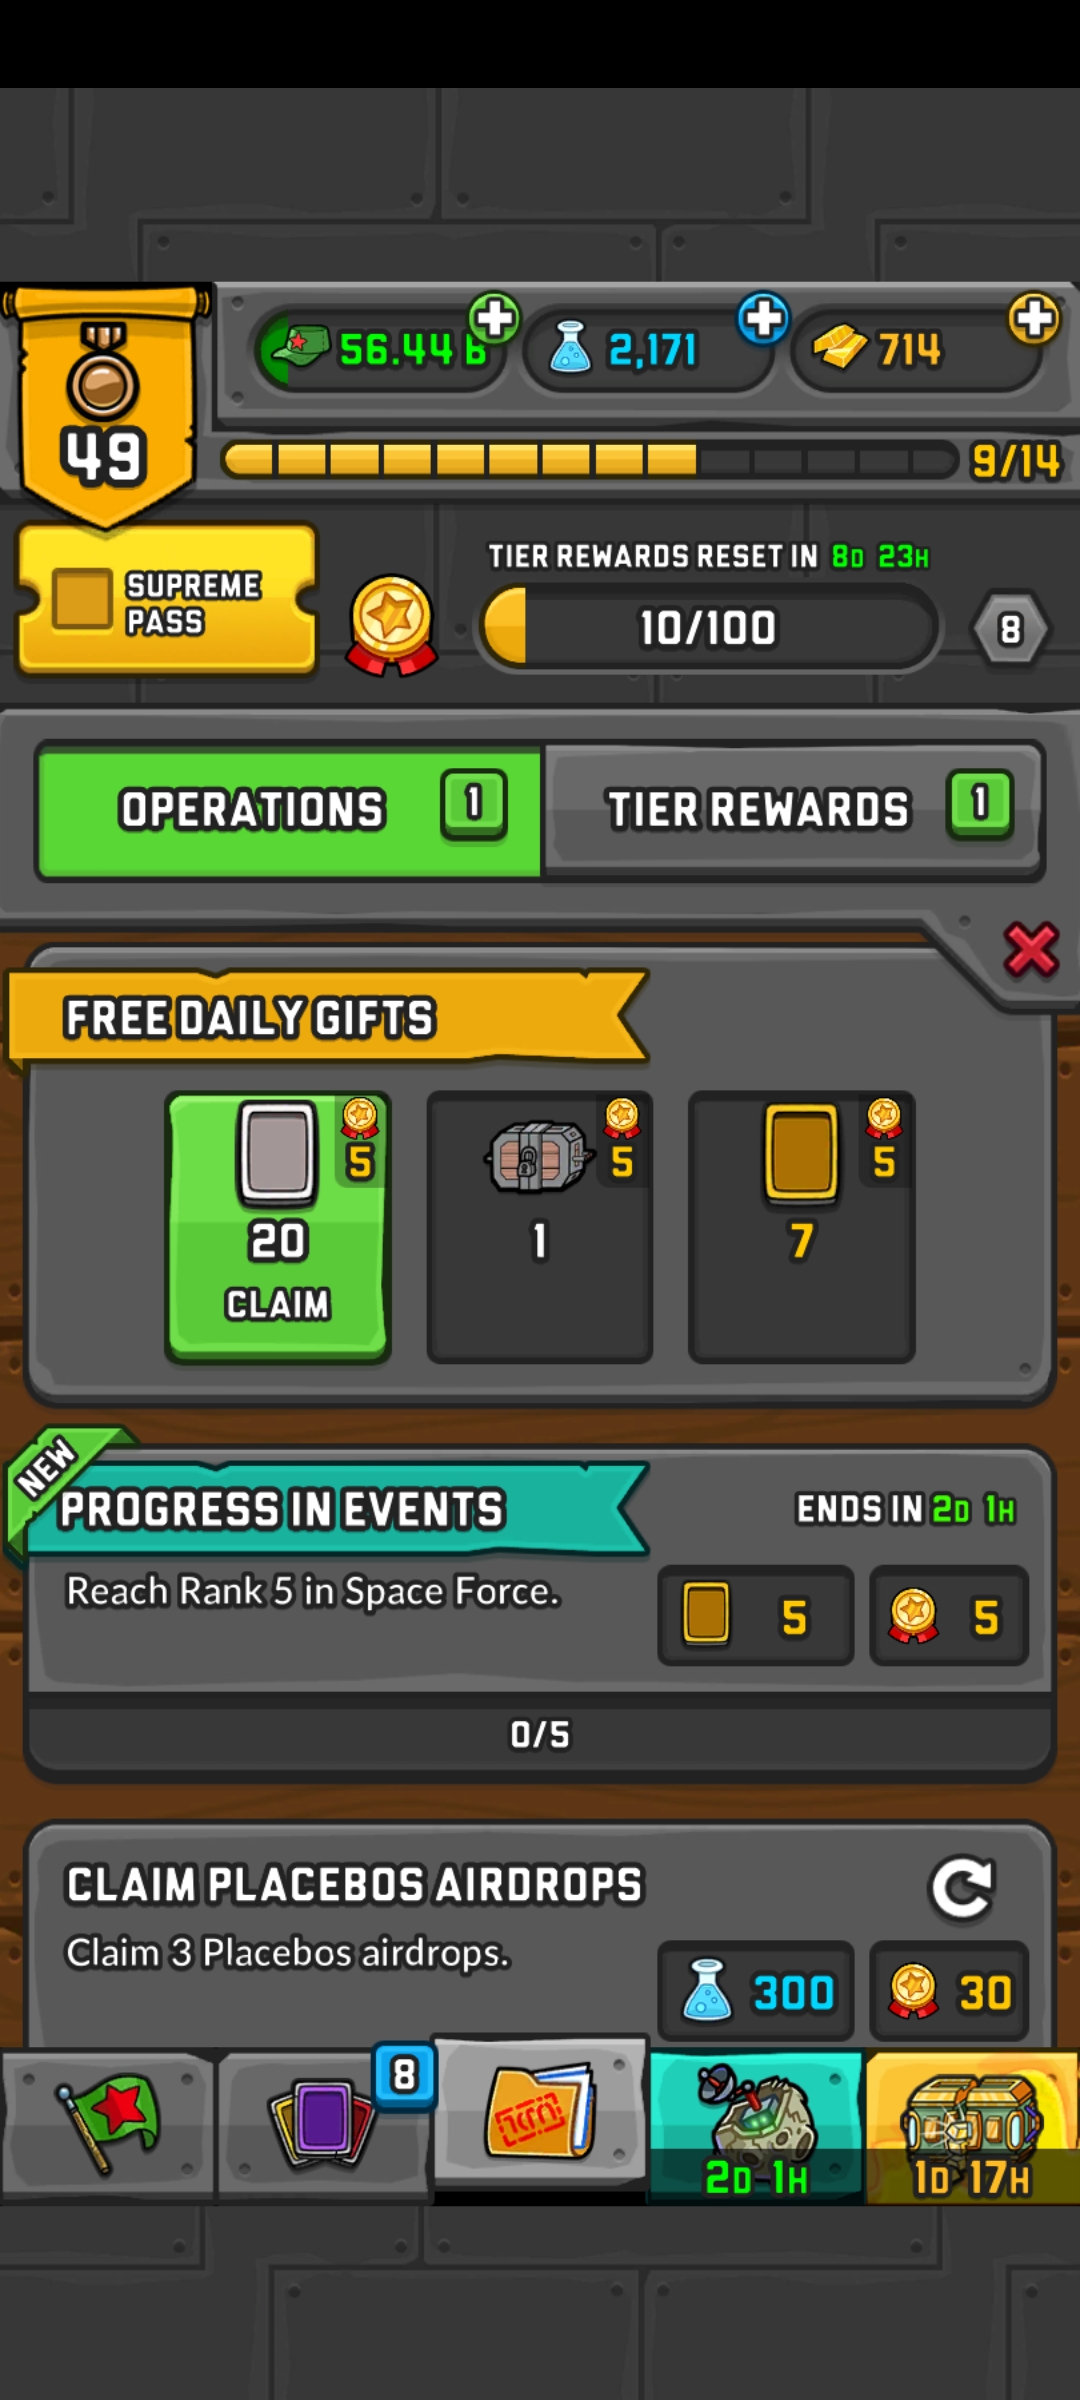 56.44 B
2,171
714
49
9/14
SUPREME
PASS
TIER REWARDS RESET IN 8D 23H
10/100
8
OPERATIONS 1
TIER REWARDS 1
FREE DAILY GIFTS
5
20
CLAIM
5
1
5
7
NEW
PROGRESS IN EVENTS
ENDS IN 2D 1H
Reach Rank 5 in Space Force.
5
5
0/5
CLAIM PLACEBOS AIRDROPS
Claim 3 Placebos airdrops.
300
30
8
2D 1H
1D 17H